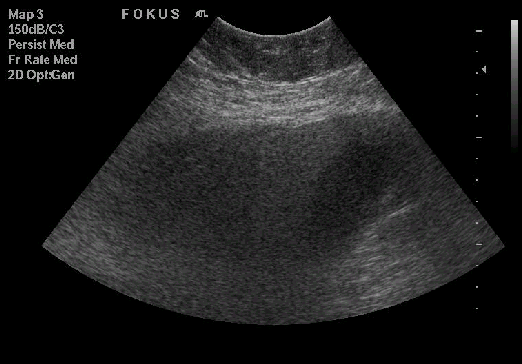 Map 3
150dB/C3
Persist Med
Fr Rate Med
2D Opt:Gen
FOKUS